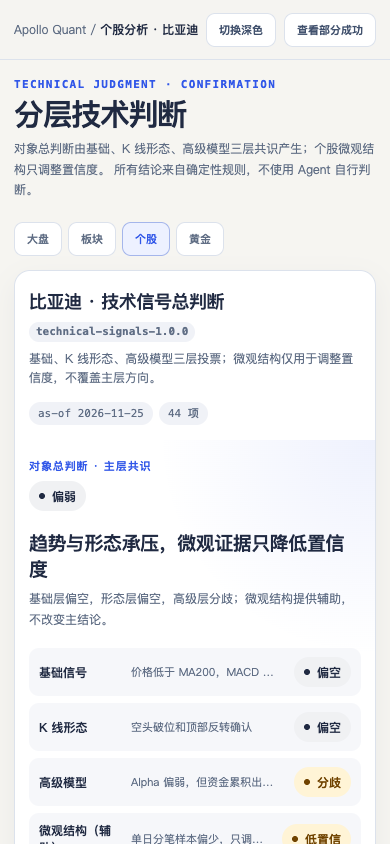 Apollo Quant / 个股分析 · 比亚迪
切换深色
查看部分成功
TECHNICAL JUDGMENT · CONFIRMATION
分层技术判断
对象总判断由基础、K 线形态、高级模型三层共识产生；个股微观结
构只调整置信度。 所有结论来自确定性规则，不使用 Agent 自行判
断。
大盘
板块
个股
黄金
比亚迪 · 技术信号总判断
technical-signals-1.0.0
基础、K 线形态、高级模型三层投票；微观结构仅用于调整置
信度，不覆盖主层方向。
as-of 2026-11-25
44 项
对象总判断 · 主层共识
偏弱
趋势与形态承压，微观证据只降低置信
度
基础层偏空，形态层偏空，高级层分歧；微观结构提供辅助，
不改变主结论。
基础信号
价格低于 MA200，MACD …
偏空
K 线形态
空头破位和顶部反转确认
偏空
高级模型
Alpha 偏弱，但资金累积出…
分歧
微观结构（辅
助）
单日分笔样本偏少，只调…
低置信